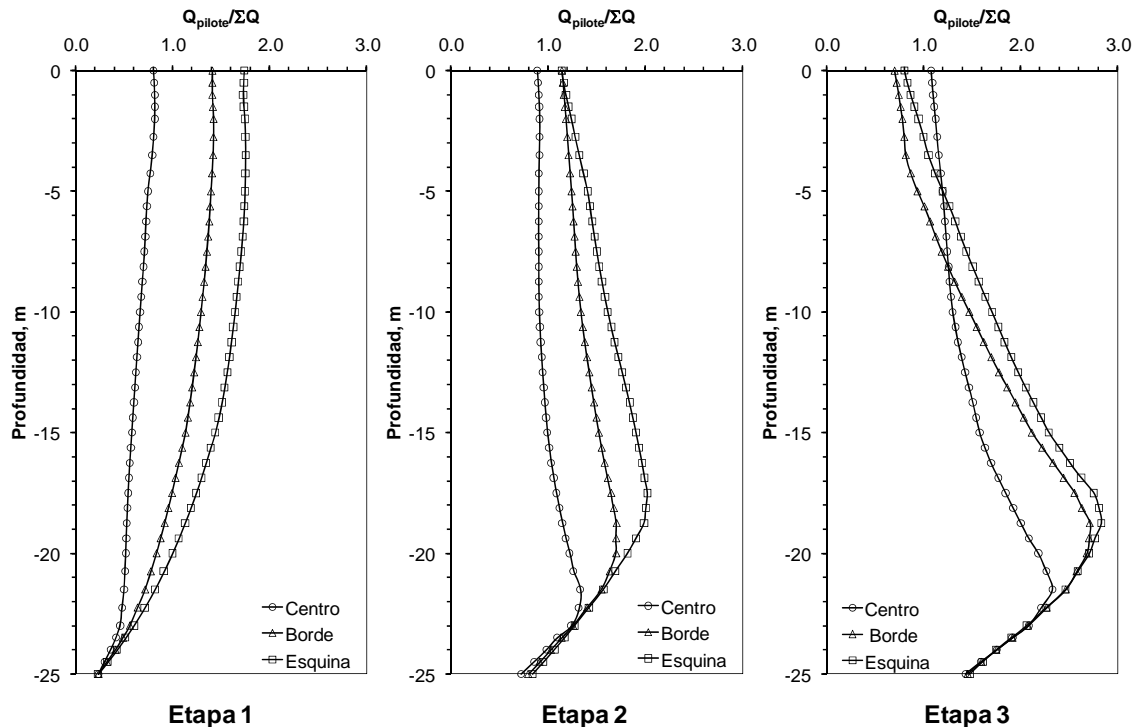 Q_pilote/ΣQ
0.0 1.0 2.0 3.0
0
-5
-10
-15
-20
-25
Profundidad, m
Centro
Borde
Esquina
Etapa 1
Q_pilote/ΣQ
0.0 1.0 2.0 3.0
0
-5
-10
-15
-20
-25
Profundidad, m
Centro
Borde
Esquina
Etapa 2
Q_pilote/ΣQ
0.0 1.0 2.0 3.0
0
-5
-10
-15
-20
-25
Profundidad, m
Centro
Borde
Esquina
Etapa 3